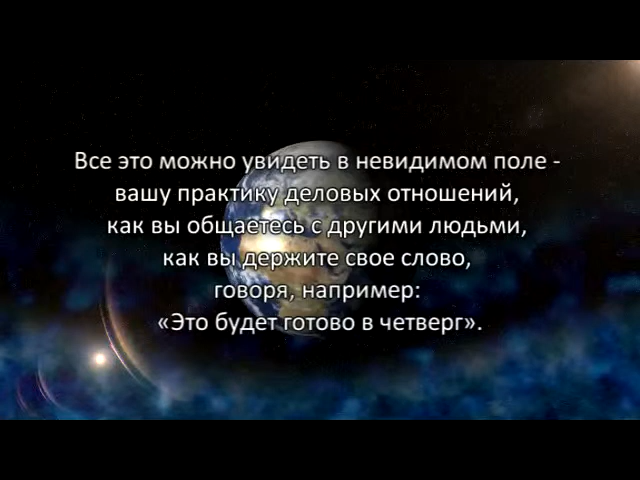 Все это можно увидеть в невидимом поле -
вашу практику деловых отношений,
как вы общаетесь с другими людьми,
как вы держите свое слово,
говоря, например:
«Это будет готово в четверг».